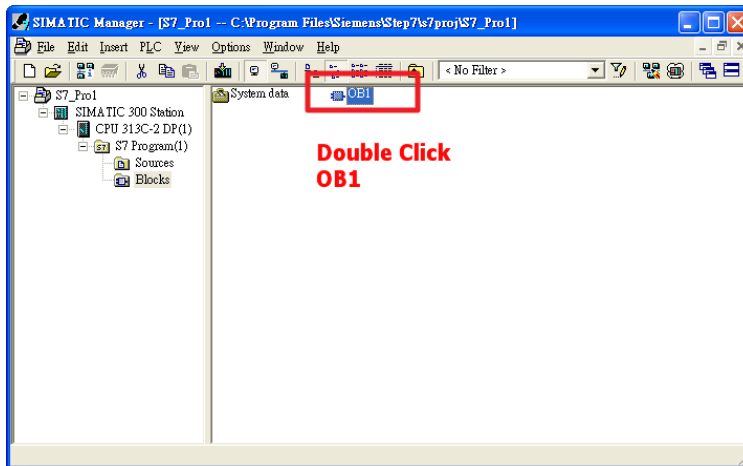 SIMATIC Manager - [S7_Pro1 -- C:\Program Files\Siemens\Step7\s7proj\S7_Pro1]
File Edit Insert PLC View Options Window Help
< No Filter >
S7_Pro1
System data
OB1
SIMATIC 300 Station
CPU 313C-2 DP(1)
S7 Program(1)
Sources
Blocks
Double Click
OB1